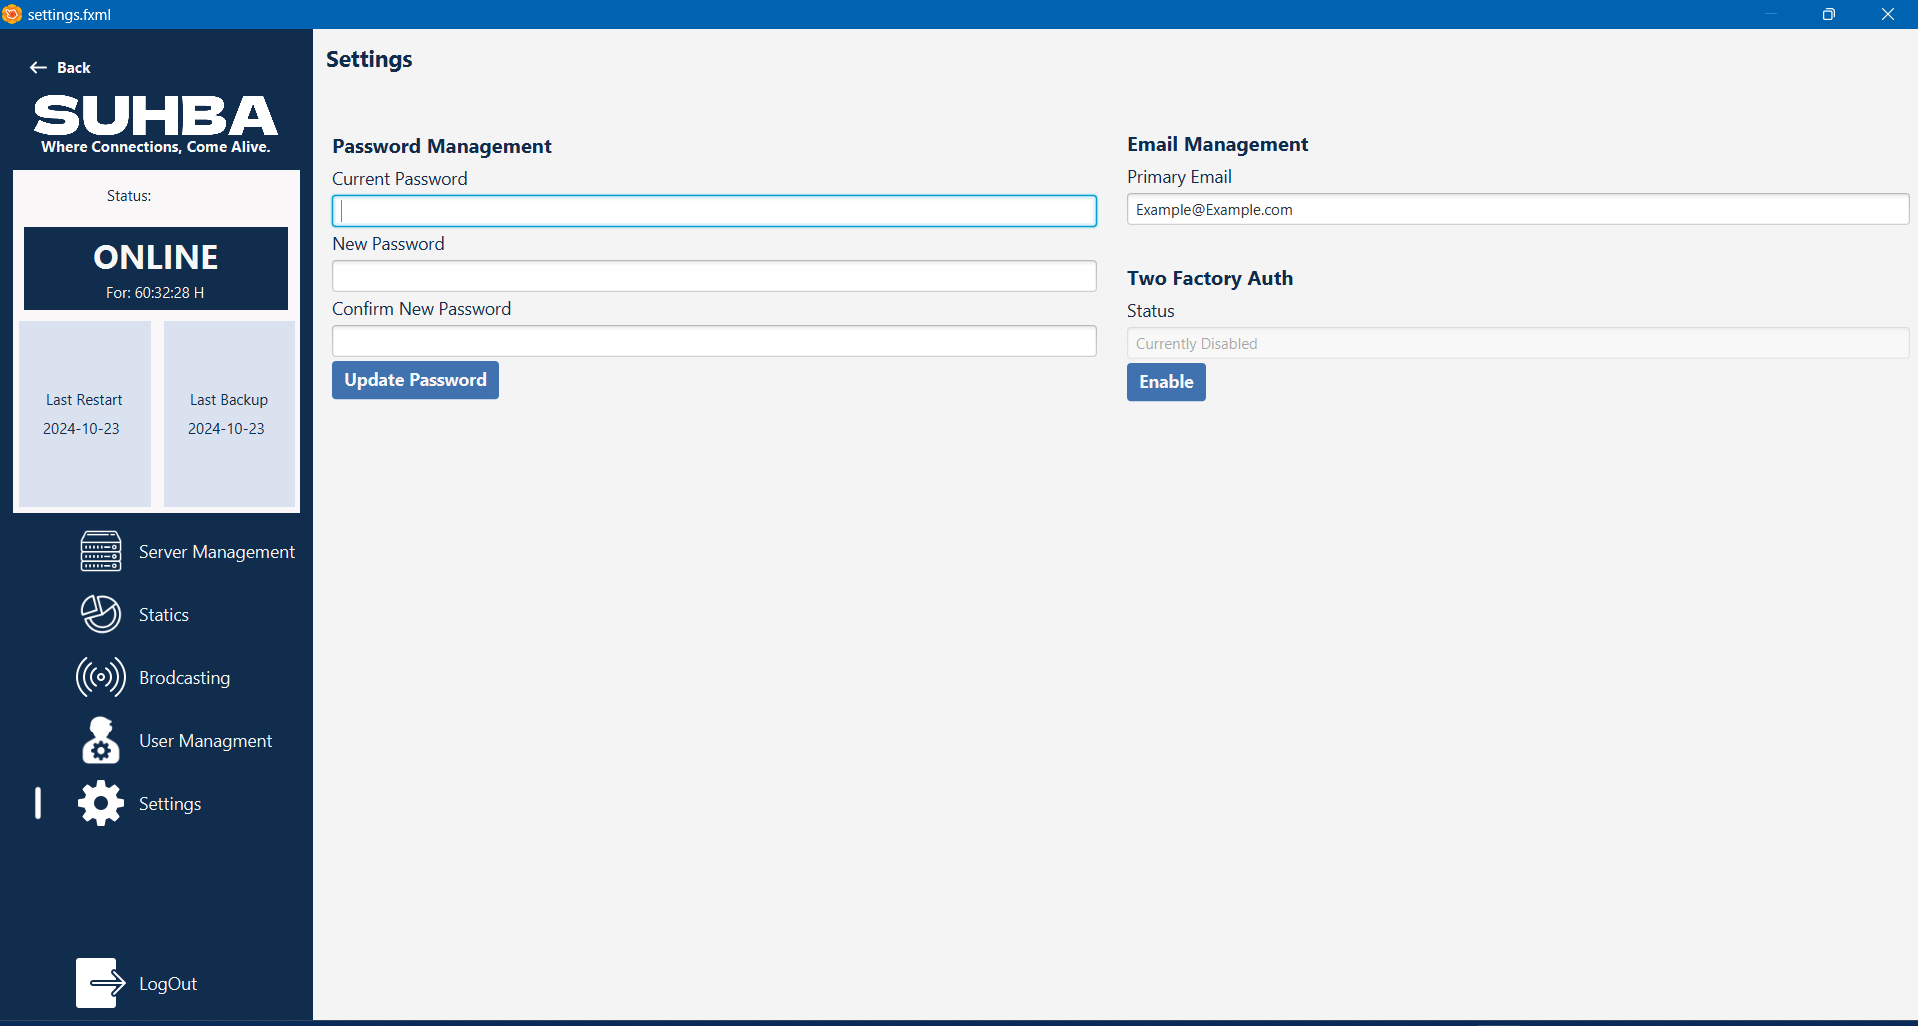 settings.fxml
Back
SUHBA
Where Connections, Come Alive.
Status:
ONLINE
For: 60:32:28 H
Last Restart
2024-10-23
Last Backup
2024-10-23
Server Management
Statics
Brodcasting
User Managment
Settings
LogOut
Settings
Password Management
Current Password
New Password
Confirm New Password
Update Password
Email Management
Primary Email
Example@Example.com
Two Factory Auth
Status
Currently Disabled
Enable